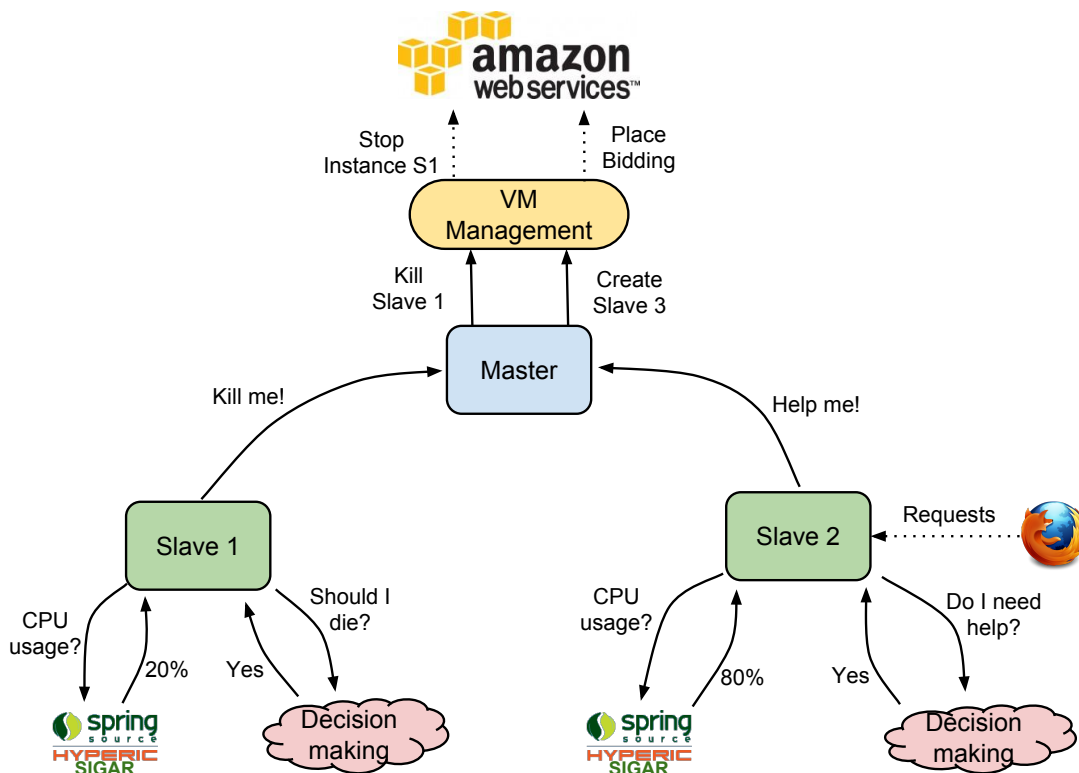 amazon
web services™
Stop
Instance S1
Place
Bidding
VM
Management
Kill
Slave 1
Create
Slave 3
Master
Kill me!
Help me!
Slave 1
Slave 2
Requests
CPU
usage?
20%
Yes
Should I
die?
CPU
usage?
80%
Yes
Do I need
help?
spring
source
HYPERIC
SIGAR
Decision
making
spring
source
HYPERIC
SIGAR
Decision
making